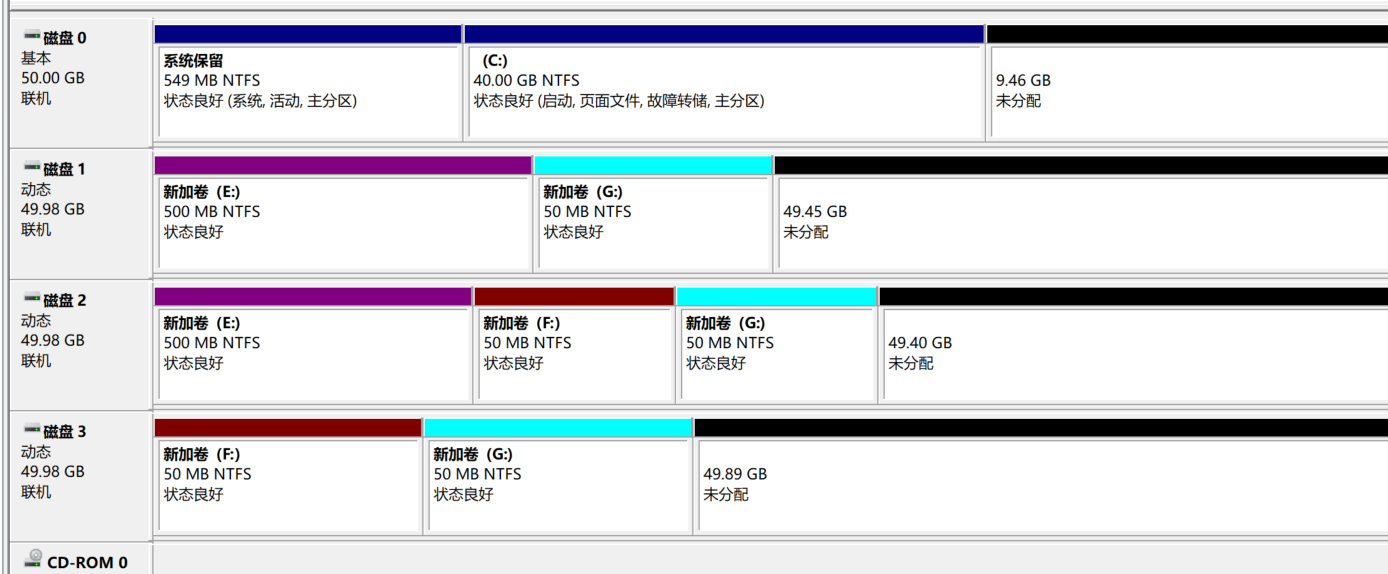 磁盘 0
基本
50.00 GB
联机
系统保留
549 MB NTFS
状态良好 (系统, 活动, 主分区)
(C:)
40.00 GB NTFS
状态良好 (启动, 页面文件, 故障转储, 主分区)
9.46 GB
未分配
磁盘 1
动态
49.98 GB
联机
新加卷 (E:)
500 MB NTFS
状态良好
新加卷 (G:)
50 MB NTFS
状态良好
49.45 GB
未分配
磁盘 2
动态
49.98 GB
联机
新加卷 (E:)
500 MB NTFS
状态良好
新加卷 (F:)
50 MB NTFS
状态良好
新加卷 (G:)
50 MB NTFS
状态良好
49.40 GB
未分配
磁盘 3
动态
49.98 GB
联机
新加卷 (F:)
50 MB NTFS
状态良好
新加卷 (G:)
50 MB NTFS
状态良好
49.89 GB
未分配
CD-ROM 0